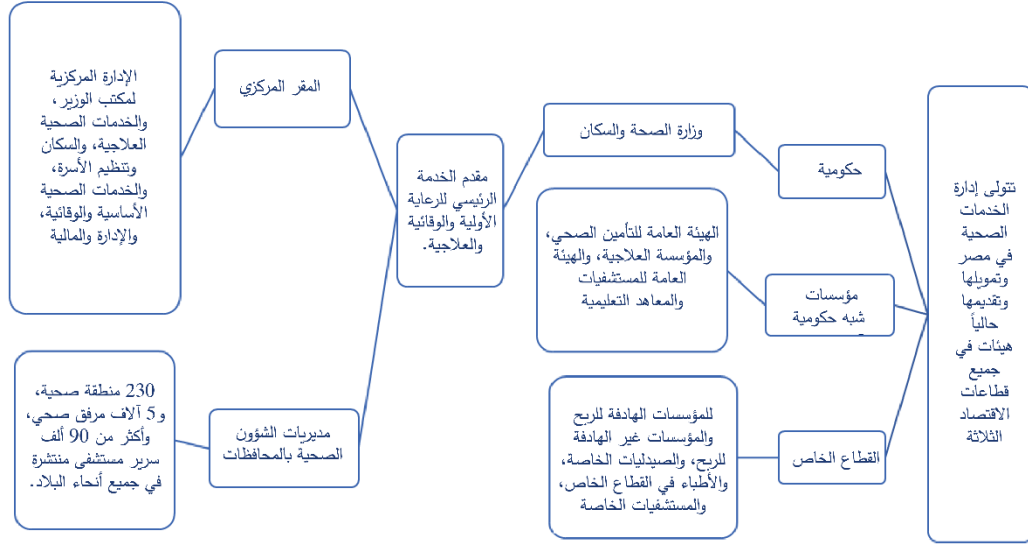 تتولى إدارة
الخدمات
الصحية
في مصر
وتمويلها
وتقديمها
حالياً
هيئات في
جميع
قطاعات
الاقتصاد
الثلاثة
حكومية
وزارة الصحة والسكان
مقدم الخدمة
الرئيسي للرعاية
الأولية والوقائية
والعلاجية.
المقر المركزي
الإدارة المركزية
لمكتب الوزير،
والخدمات الصحية
العلاجية، والسكان
وتنظيم الأسرة،
والخدمات الصحية
الأساسية والوقائية،
والإدارة والمالية
مديريات الشؤون
الصحية بالمحافظات
230 منطقة صحية،
و5 آلاف مرفق صحي،
وأكثر من 90 ألف
سرير مستشفى منتشرة
في جميع أنحاء البلاد.
مؤسسات
شبه حكومية
الهيئة العامة للتأمين الصحي،
والمؤسسة العلاجية، والهيئة
العامة للمستشفيات
والمعاهد التعليمية
القطاع الخاص
للمؤسسات الهادفة للربح
والمؤسسات غير الهادفة
للربح، والصيدليات الخاصة،
والأطباء في القطاع الخاص،
والمستشفيات الخاصة